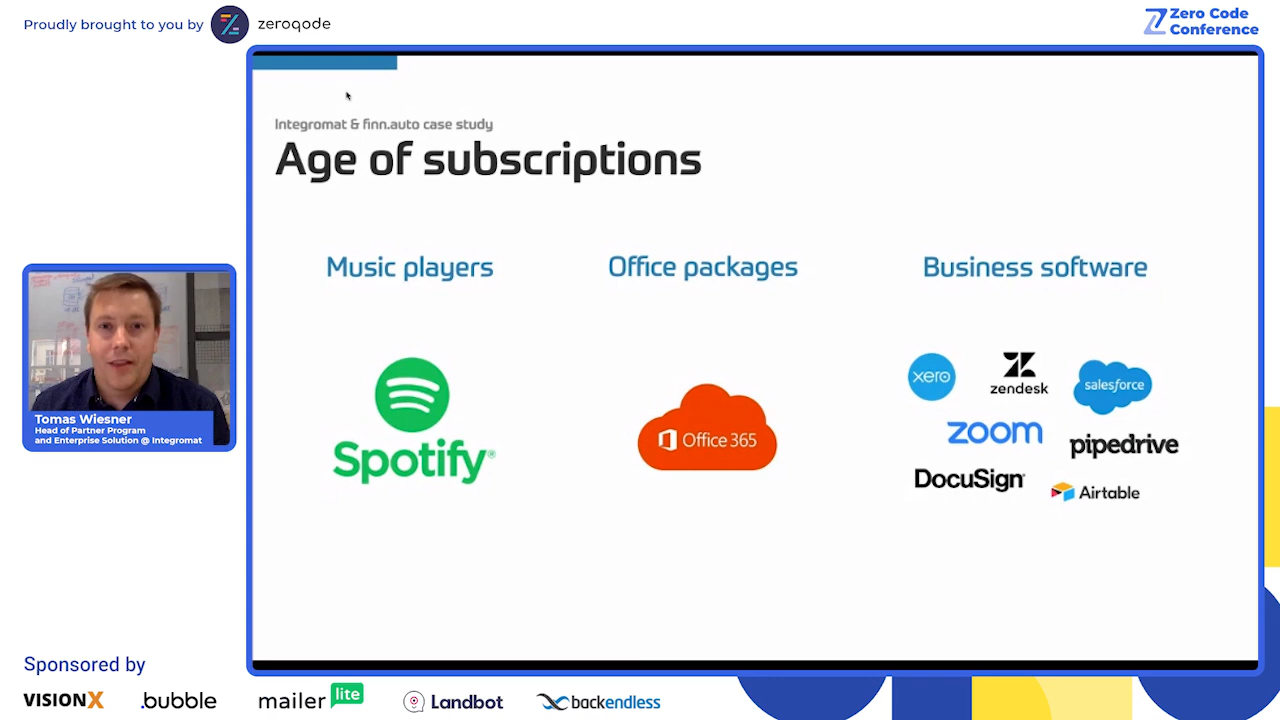 Proudly brought to you by zeroqode
Zero Code
Conference
Integromat & finn.auto case study
Age of subscriptions
Music players
Office packages
Business software
Spotify®
Office 365
xero
zendesk
salesforce
zoom
pipedrive
DocuSign
Airtable
Tomas Wiesner
Head of Partner Program
and Enterprise Solution @ Integromat
Sponsored by
VISIONX
.bubble
mailer lite
Landbot
backendless